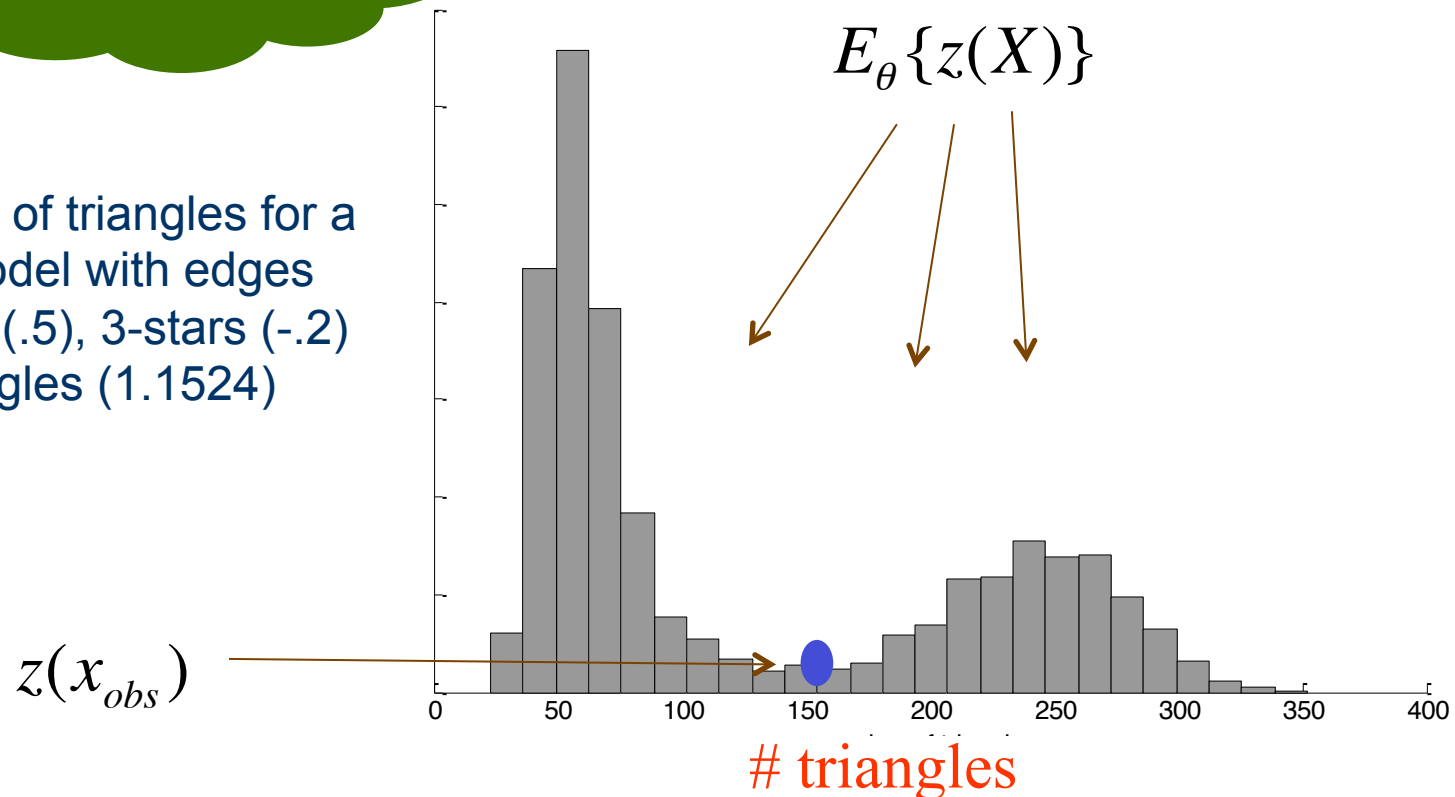 E_θ{z(X)}
of triangles for a
odel with edges
(.5), 3-stars (-.2)
gles (1.1524)
z(x_obs)
0 50 100 150 200 250 300 350 400
# triangles